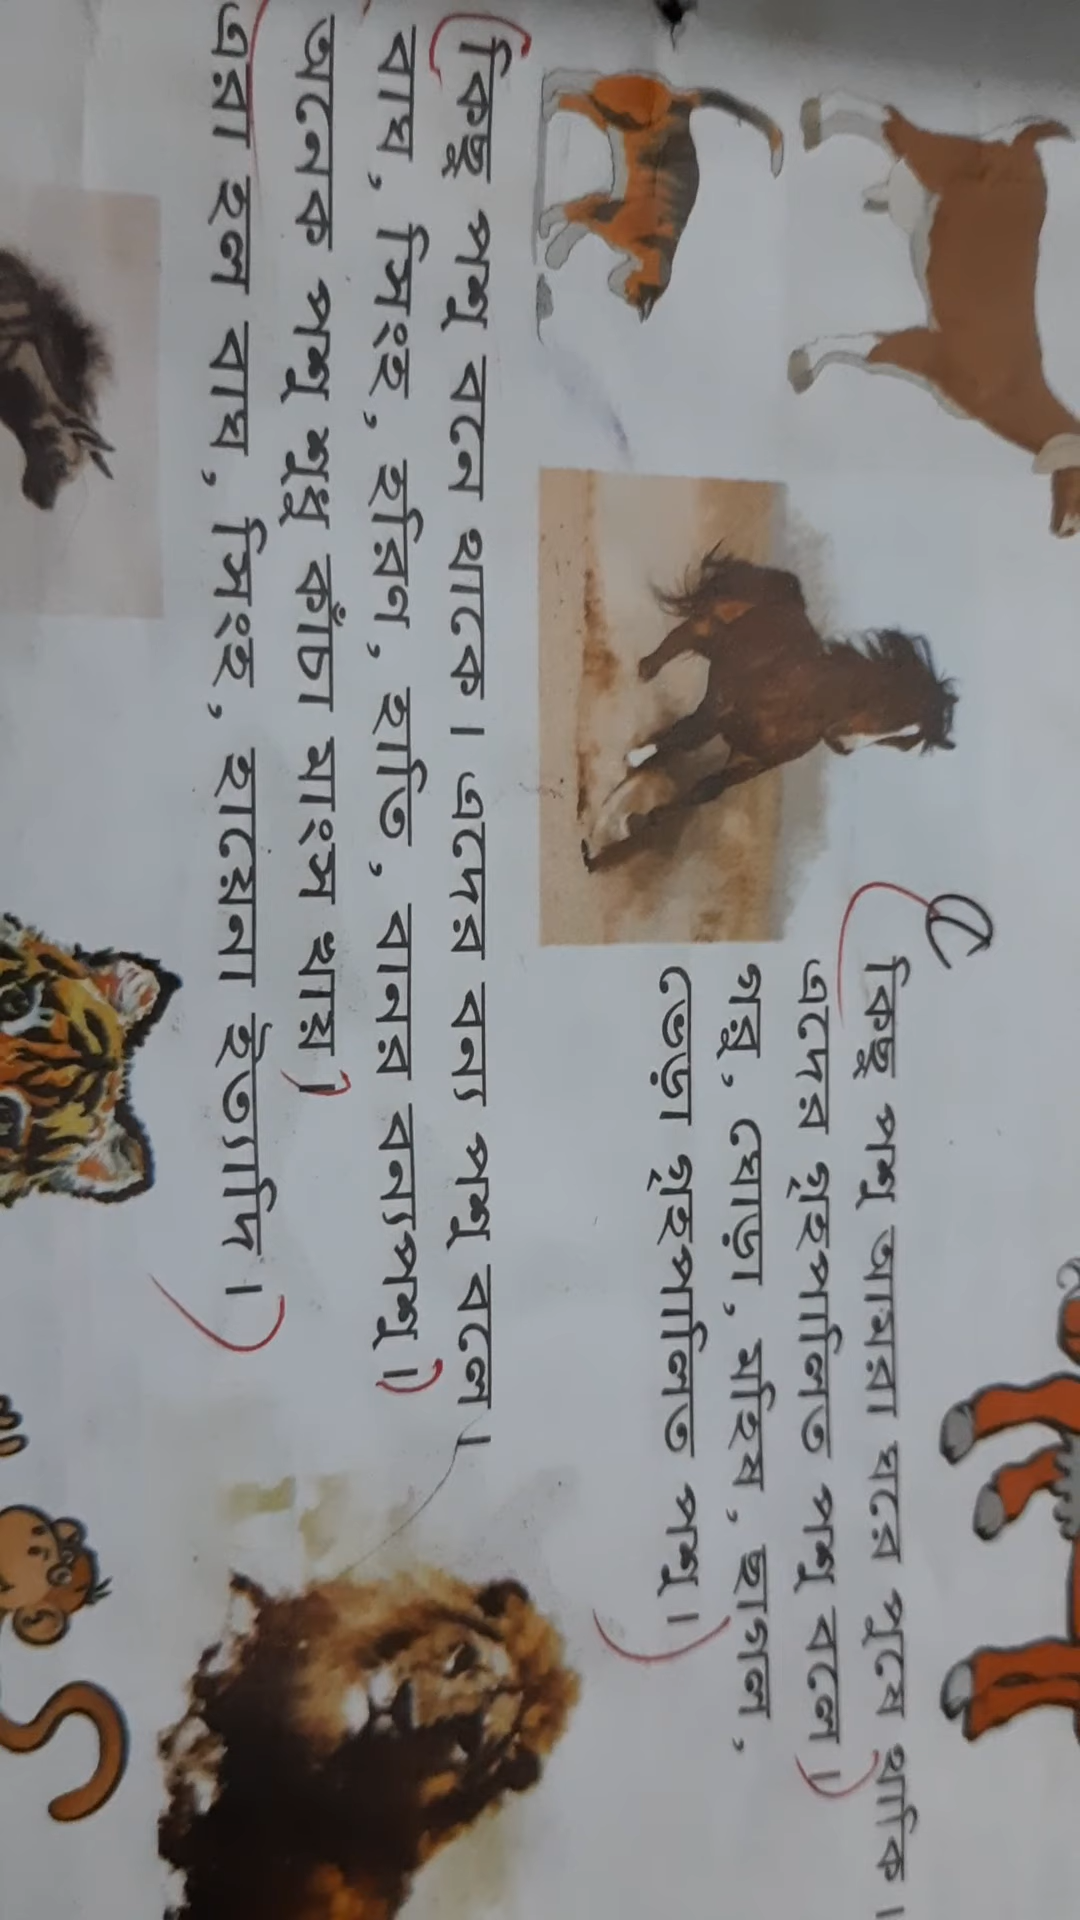 কিছু পশু আমরা ঘরে পুষে থাকি।
এদের গৃহপালিত পশু বলে।
গরু, ঘোড়া, মহিষ, ছাগল,
ভেড়া গৃহপালিত পশু।
কিছু পশু বনে থাকে। এদের বন্য পশু বলে।
বাঘ, সিংহ, হরিণ, হাতি, বানর বন্যপশু।
অনেক পশু শুধু কাঁচা মাংস খায়।
এরা হল বাঘ, সিংহ, হায়েনা ইত্যাদি।